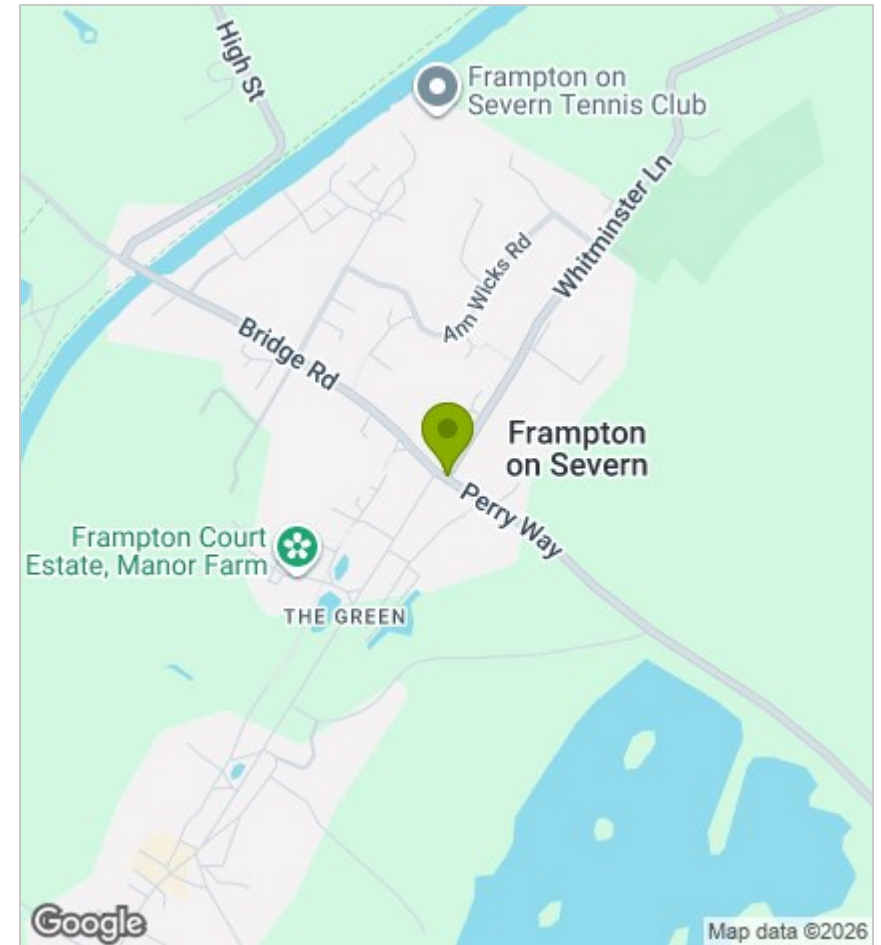 High St
Frampton on
Severn Tennis Club
Whitminster Ln
Ann Wicks Rd
Bridge Rd
Frampton
on Severn
Perry Way
Frampton Court
Estate, Manor Farm
THE GREEN
Google
Map data ©2026